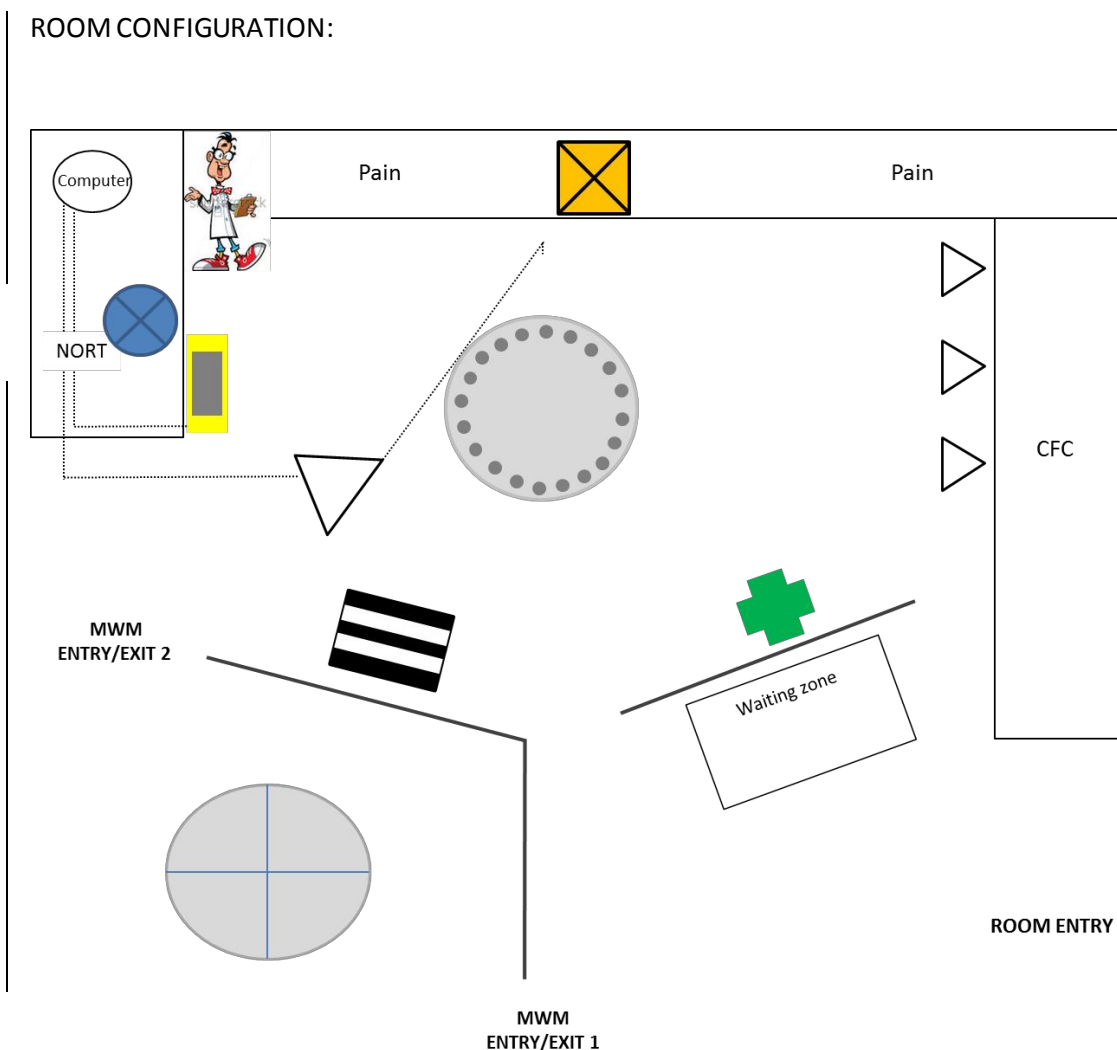 ROOM CONFIGURATION:
Computer
Pain
Pain
NORT
CFC
MWM
ENTRY/EXIT 2
Waiting zone
ROOM ENTRY
MWM
ENTRY/EXIT 1